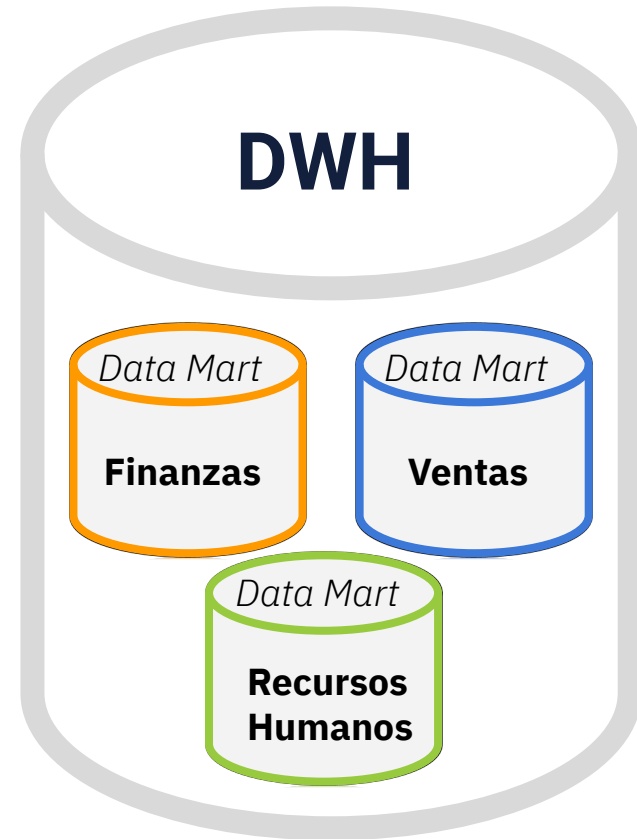 DWH
Data Mart
Finanzas
Data Mart
Ventas
Data Mart
Recursos
Humanos